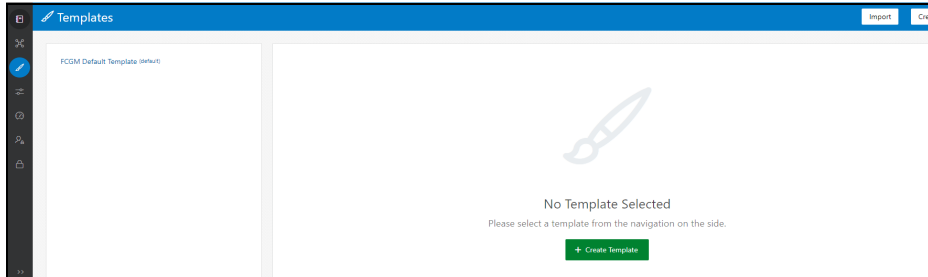 Templates
Import
Cre
FCGM Default Template (default)
No Template Selected
Please select a template from the navigation on the side.
+ Create Template
>>